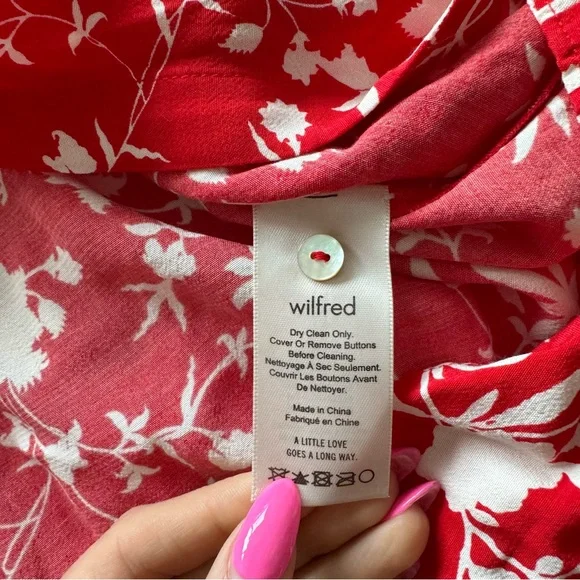 wilfred
Dry Clean Only.
Cover Or Remove Buttons
Before Cleaning.
Nettoyage À Sec Seulement.
Couvrir Les Boutons Avant
De Nettoyer.
Made in China
Fabriqué en Chine
A LITTLE LOVE
GOES A LONG WAY.